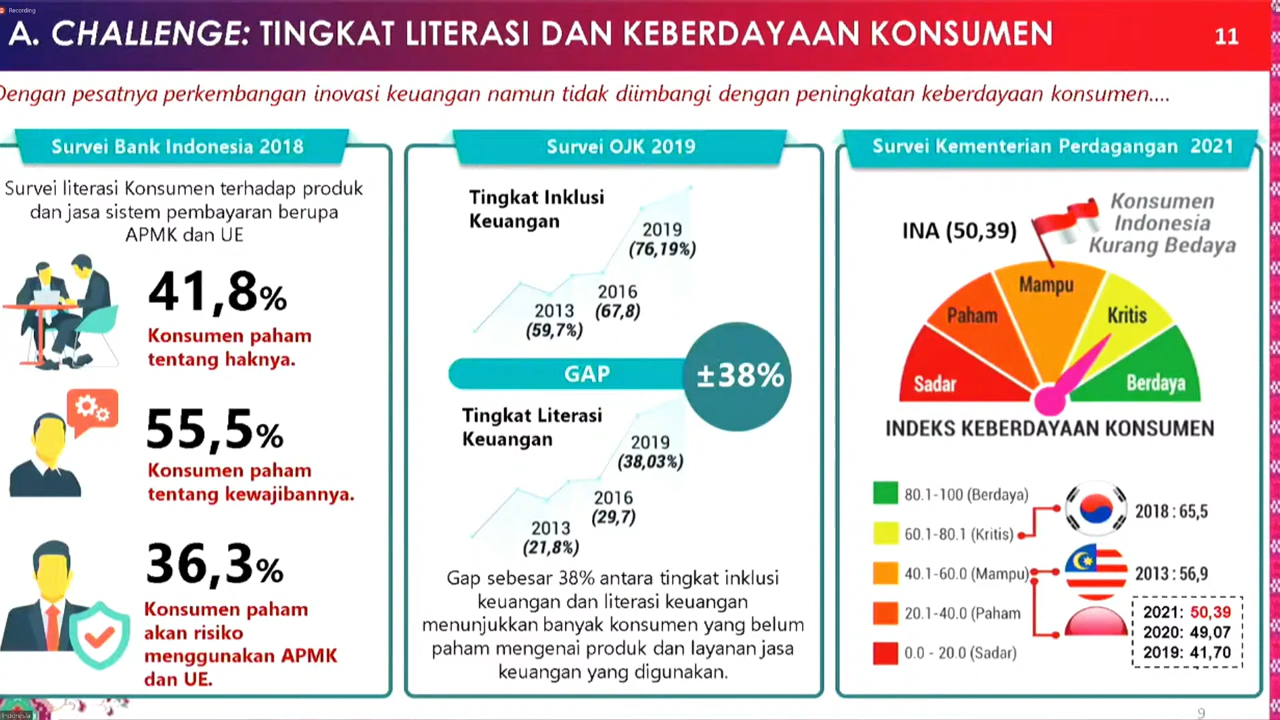 Recording
A. CHALLENGE: TINGKAT LITERASI DAN KEBERDAYAAN KONSUMEN
11
Dengan pesatnya perkembangan inovasi keuangan namun tidak diimbangi dengan peningkatan keberdayaan konsumen....
Survei Bank Indonesia 2018
Survei literasi Konsumen terhadap produk
dan jasa sistem pembayaran berupa
APMK dan UE
41,8%
Konsumen paham
tentang haknya.
55,5%
Konsumen paham
tentang kewajibannya.
36,3%
Konsumen paham
akan risiko
menggunakan APMK
dan UE.
Survei OJK 2019
Tingkat Inklusi
Keuangan
2019
(76,19%)
2016
(67,8)
2013
(59,7%)
GAP
±38%
Tingkat Literasi
Keuangan
2019
(38,03%)
2016
(29,7)
2013
(21,8%)
Gap sebesar 38% antara tingkat inklusi
keuangan dan literasi keuangan
menunjukkan banyak konsumen yang belum
paham mengenai produk dan layanan jasa
keuangan yang digunakan.
Survei Kementerian Perdagangan 2021
INA (50,39)
Konsumen
Indonesia
Kurang Bedaya
Sadar
Paham
Mampu
Kritis
Berdaya
INDEKS KEBERDAYAAN KONSUMEN
80.1-100 (Berdaya)
60.1-80.1 (Kritis)
40.1-60.0 (Mampu)
20.1-40.0 (Paham
0.0 - 20.0 (Sadar)
2018 : 65,5
2013 : 56,9
2021: 50,39
2020: 49,07
2019: 41,70
9
Indonesia